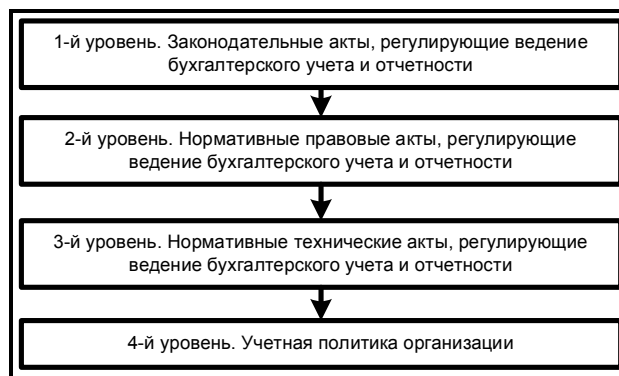 1-й уровень. Законодательные акты, регулирующие ведение
бухгалтерского учета и отчетности
2-й уровень. Нормативные правовые акты, регулирующие
ведение бухгалтерского учета и отчетности
3-й уровень. Нормативные технические акты, регулирующие
ведение бухгалтерского учета и отчетности
4-й уровень. Учетная политика организации